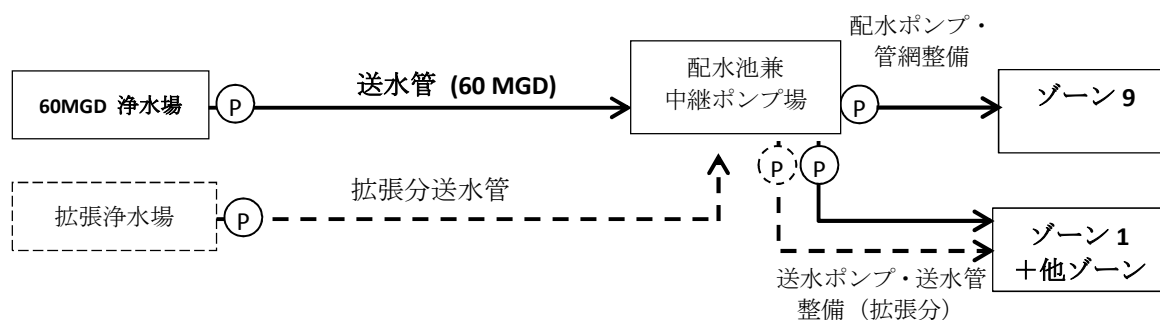 60MGD 浄水場
P
送水管 (60 MGD)
配水池兼
中継ポンプ場
P
配水ポンプ・
管網整備
ゾーン 9
拡張浄水場
P
拡張分送水管
P
P
ゾーン 1
＋他ゾーン
送水ポンプ・送水管
整備（拡張分）